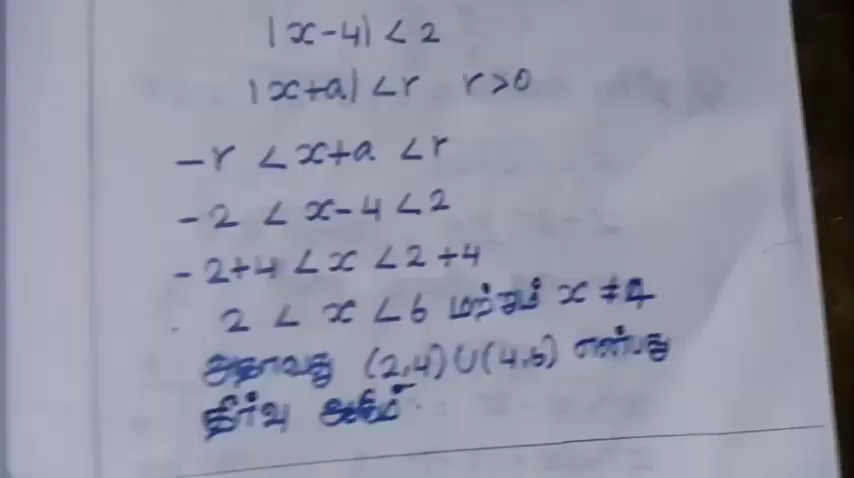 |x-4| < 2
|x+a| < r r > 0
-r < x+a < r
-2 < x-4 < 2
-2+4 < x < 2+4
2 < x < 6 மற்றும் x ≠ 4
அதாவது (2,4) ∪ (4,6) என்பது
தீர்வு ஆகும்.